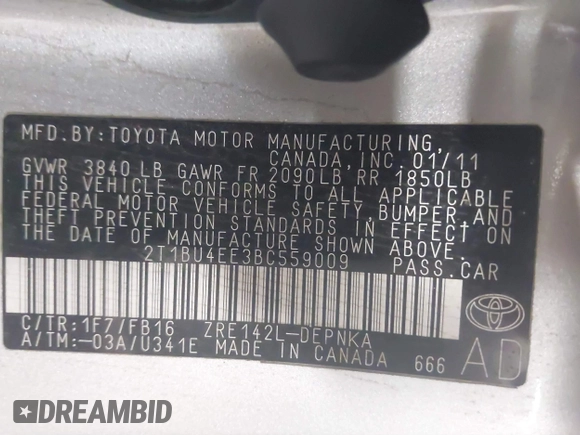 MFD.BY:TOYOTA MOTOR MANUFACTURING,
CANADA,INC. 01/11
GVWR 3840 LB GAWR FR 2090LB RR 1850LB
THIS VEHICLE CONFORMS TO ALL APPLICABLE
FEDERAL MOTOR VEHICLE SAFETY, BUMPER, AND
THEFT PREVENTION STANDARDS IN EFFECT ON
THE DATE OF MANUFACTURE SHOWN ABOVE.
2T1BU4EE3BC559009 PASS.CAR
C/TR:1F7/FB16 ZRE142L-DEPNKA
A/TM:-03A/U341E MADE IN CANADA 666
TOYOTA
AD
DREAMBID